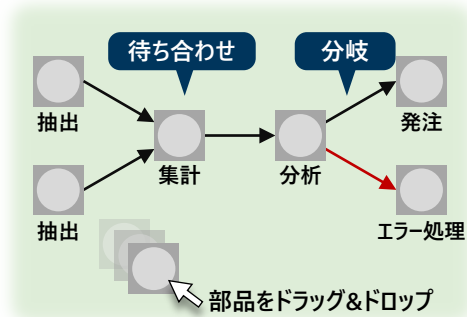 待ち合わせ
分岐
抽出
発注
集計
分析
抽出
エラー処理
部品をドラッグ&ドロップ